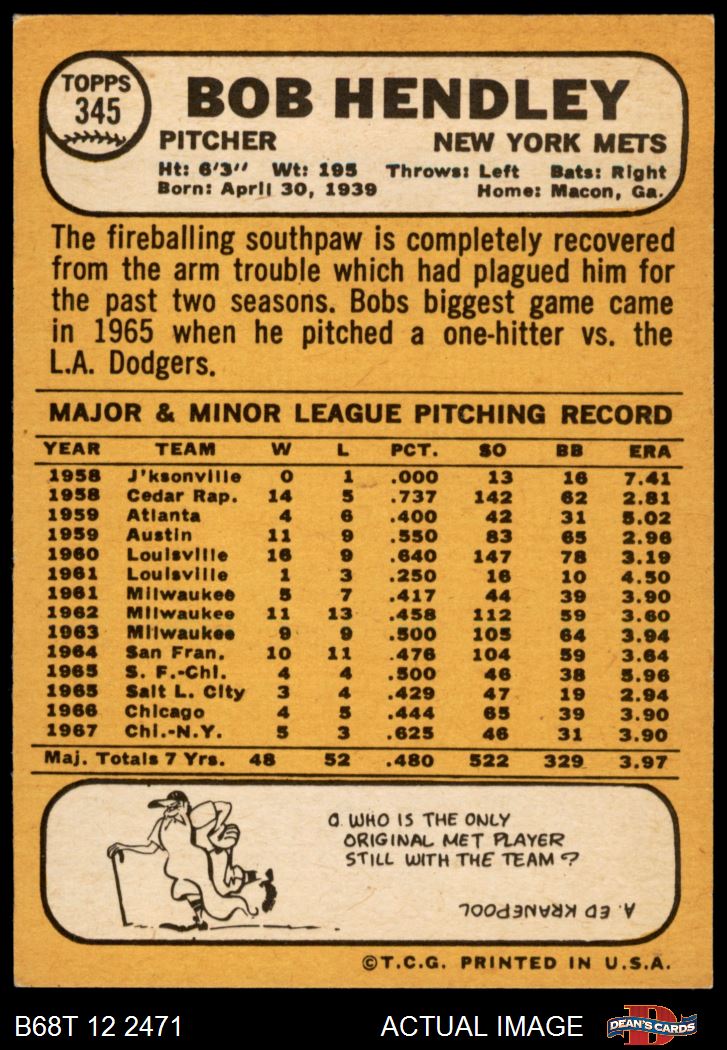 TOPPS
345
BOB HENDLEY
PITCHER NEW YORK METS
Ht: 6'3" Wt: 195 Throws: Left Bats: Right
Born: April 30, 1939 Home: Macon, Ga.
The fireballing southpaw is completely recovered
from the arm trouble which had plagued him for
the past two seasons. Bobs biggest game came
in 1965 when he pitched a one-hitter vs. the
L.A. Dodgers.
MAJOR & MINOR LEAGUE PITCHING RECORD
YEAR TEAM W L PCT. SO BB ERA
1958 J'ksonville 0 1 .000 13 16 7.41
1958 Cedar Rap. 14 5 .737 142 62 2.81
1959 Atlanta 4 6 .400 42 31 5.02
1959 Austin 11 9 .550 83 65 2.96
1960 Louisville 16 9 .640 147 78 3.19
1961 Louisville 1 3 .250 16 10 4.50
1961 Milwaukee 5 7 .417 44 39 3.90
1962 Milwaukee 11 13 .458 112 59 3.60
1963 Milwaukee 9 9 .500 105 64 3.94
1964 San Fran. 10 11 .476 104 59 3.64
1965 S. F.-Chi. 4 4 .500 46 38 5.96
1965 Salt L. City 3 4 .429 47 19 2.94
1966 Chicago 4 5 .444 65 39 3.90
1967 Chi.-N.Y. 5 3 .625 46 31 3.90
Maj. Totals 7 Yrs. 48 52 .480 522 329 3.97
Q. WHO IS THE ONLY
ORIGINAL MET PLAYER
STILL WITH THE TEAM?
A. ED KRANEPOOL
©T.C.G. PRINTED IN U.S.A.
B68T 12 2471 ACTUAL IMAGE D DEAN'S CARDS